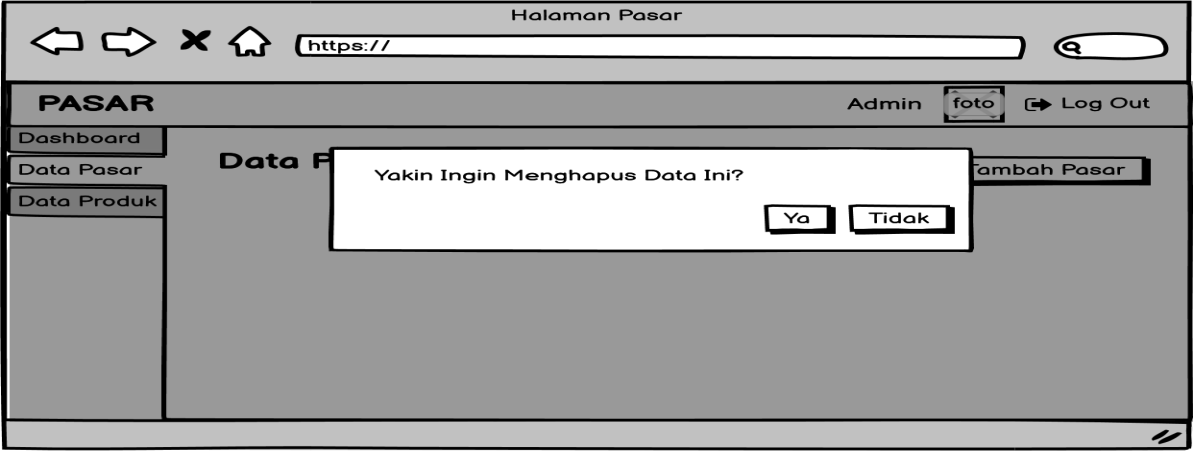 Halaman Pasar
https://
PASAR
Admin
foto
Log Out
Dashboard
Data Pasar
Data Produk
Data
Yakin Ingin Menghapus Data Ini?
Ya
Tidak
Tambah Pasar